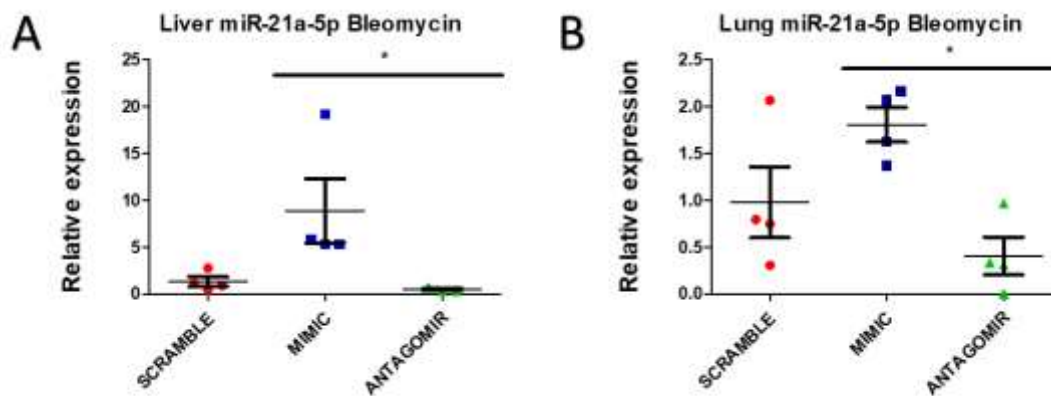 A
Liver miR-21a-5p Bleomycin
*
25
20
15
10
5
0
Relative expression
SCRAMBLE
MIMIC
ANTAGOMIR
B
Lung miR-21a-5p Bleomycin
*
2.5
2.0
1.5
1.0
0.5
0.0
Relative expression
SCRAMBLE
MIMIC
ANTAGOMIR